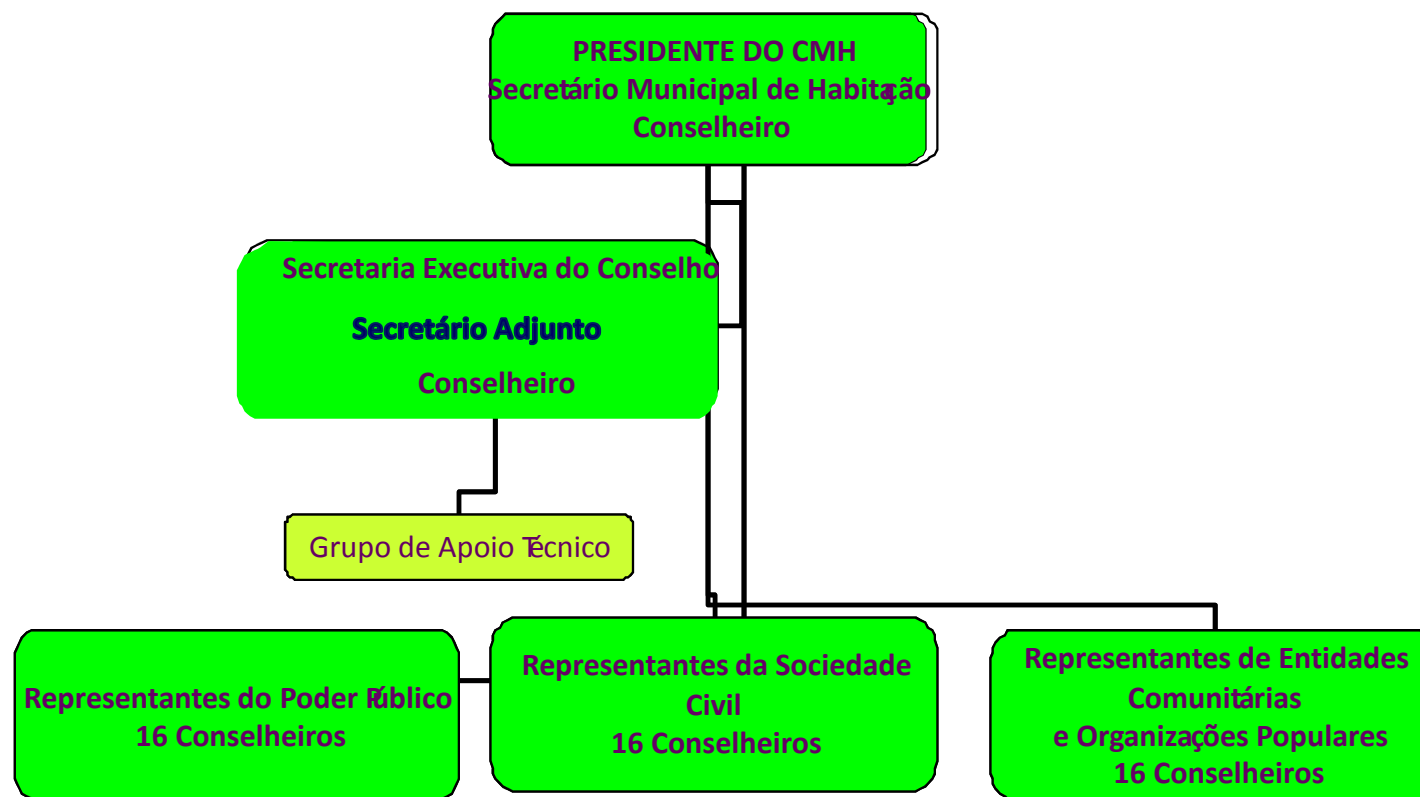 PRESIDENTE DO CMH
Secretário Municipal de Habitação
Conselheiro
Secretaria Executiva do Conselho
Secretário Adjunto
Conselheiro
Grupo de Apoio Técnico
Representantes do Poder Público
16 Conselheiros
Representantes da Sociedade
Civil
16 Conselheiros
Representantes de Entidades
Comunitárias
e Organizações Populares
16 Conselheiros